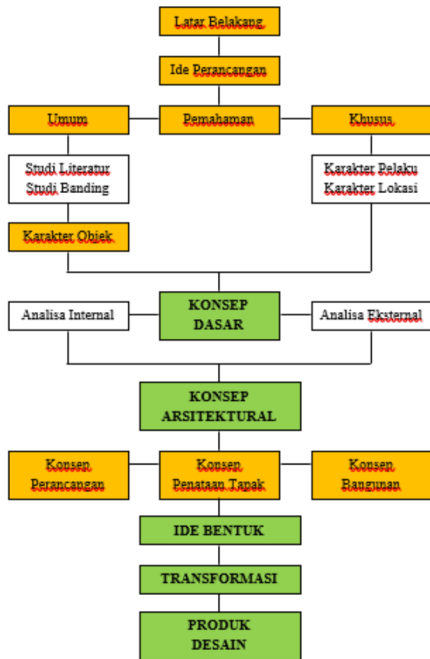 Latar Belakang
Ide Perancangan
Umum
Pemahaman
Khusus
Studi Literatur
Studi Banding
Karakter Pelaku
Karakter Lokasi
Karakter Objek
Analisa Internal
KONSEP
DASAR
Analisa Eksternal
KONSEP
ARSITEKTURAL
Konsep
Perancangan
Konsep
Penataan Tapak
Konsep
Bangunan
IDE BENTUK
TRANSFORMASI
PRODUK
DESAIN